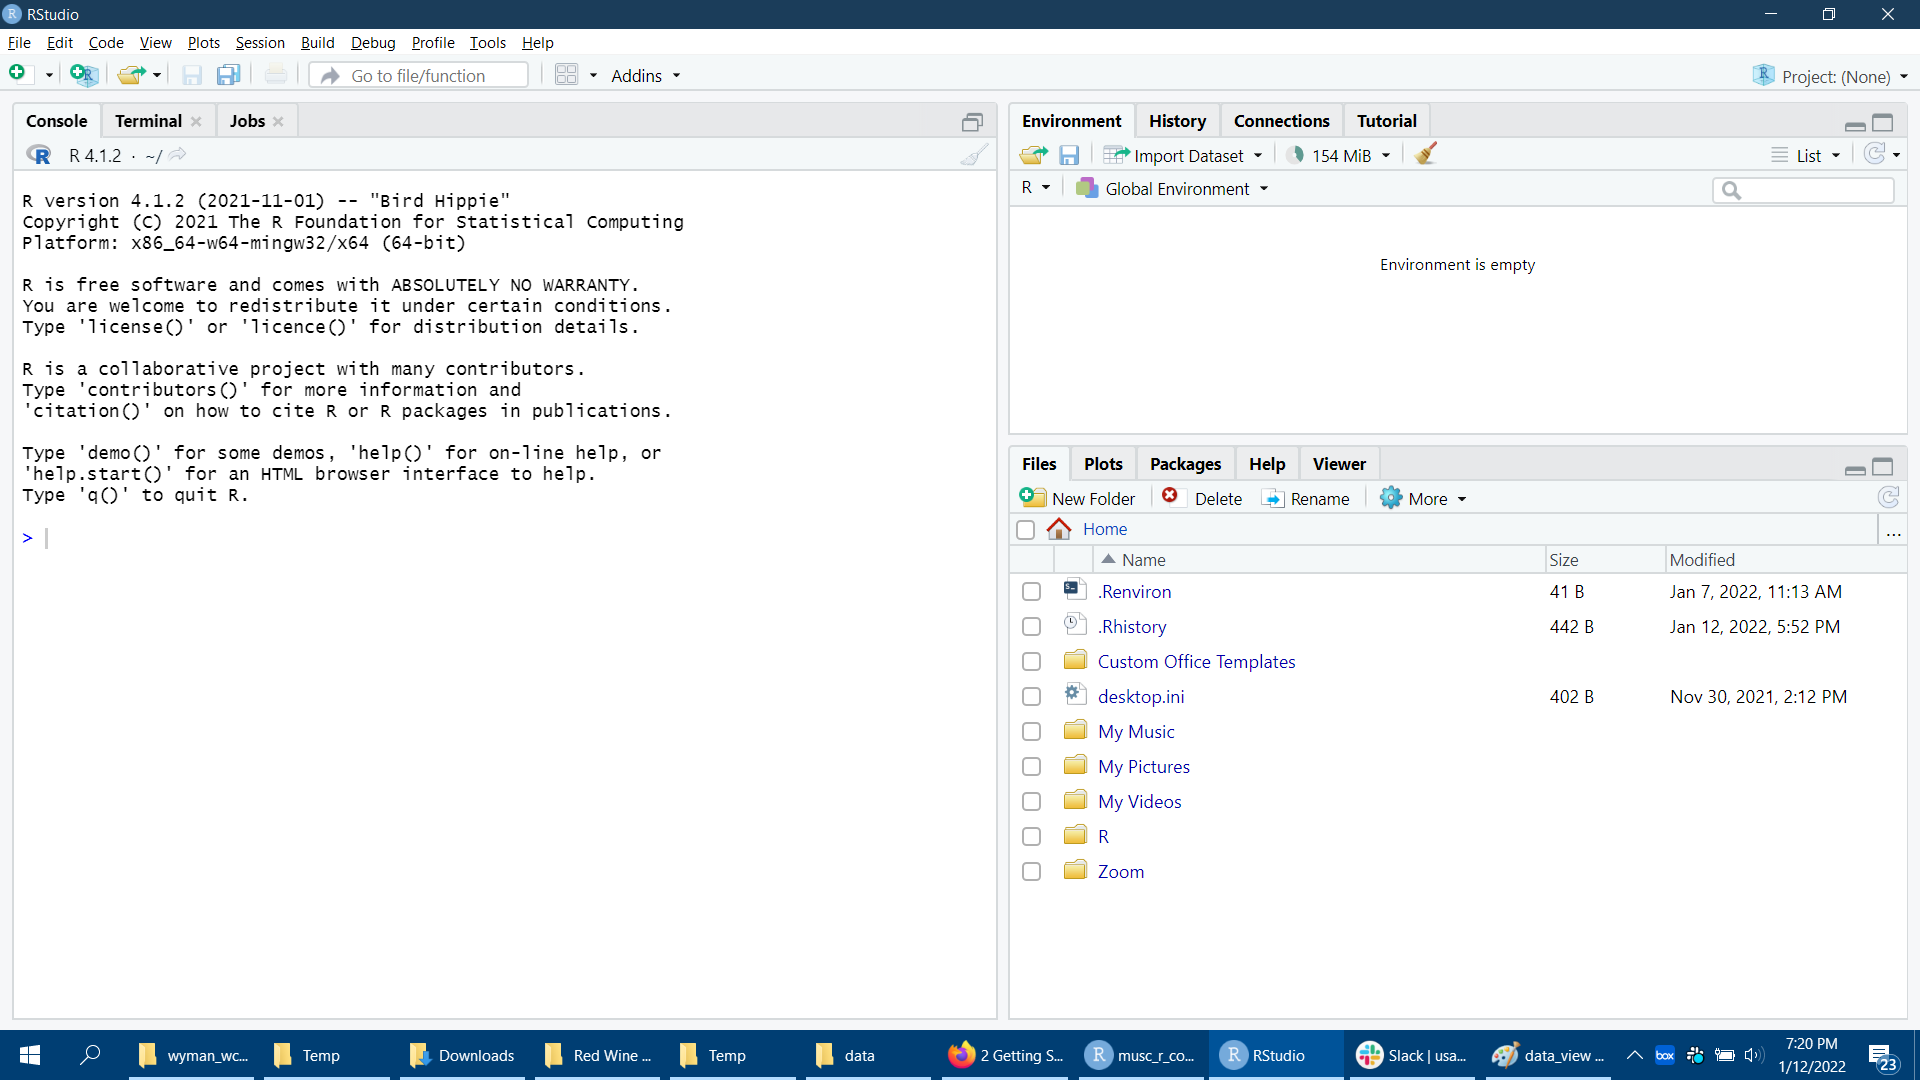 RStudio
File Edit Code View Plots Session Build Debug Profile Tools Help
Go to file/function Addins Project: (None)
Console Terminal Jobs
R 4.1.2 · ~/
R version 4.1.2 (2021-11-01) -- "Bird Hippie"
Copyright (C) 2021 The R Foundation for Statistical Computing
Platform: x86_64-w64-mingw32/x64 (64-bit)
R is free software and comes with ABSOLUTELY NO WARRANTY.
You are welcome to redistribute it under certain conditions.
Type 'license()' or 'licence()' for distribution details.
R is a collaborative project with many contributors.
Type 'contributors()' for more information and
'citation()' on how to cite R or R packages in publications.
Type 'demo()' for some demos, 'help()' for on-line help, or
'help.start()' for an HTML browser interface to help.
Type 'q()' to quit R.
>
Environment History Connections Tutorial
Import Dataset 154 MiB List
R Global Environment
Environment is empty
Files Plots Packages Help Viewer
New Folder Delete Rename More
Home ...
Name Size Modified
.Renviron 41 B Jan 7, 2022, 11:13 AM
.Rhistory 442 B Jan 12, 2022, 5:52 PM
Custom Office Templates
desktop.ini 402 B Nov 30, 2021, 2:12 PM
My Music
My Pictures
My Videos
R
Zoom
wyman_wc... Temp Downloads Red Wine ... Temp data 2 Getting S... musc_r_co... RStudio Slack | usa... data_view ... box 7:20 PM
1/12/2022 23